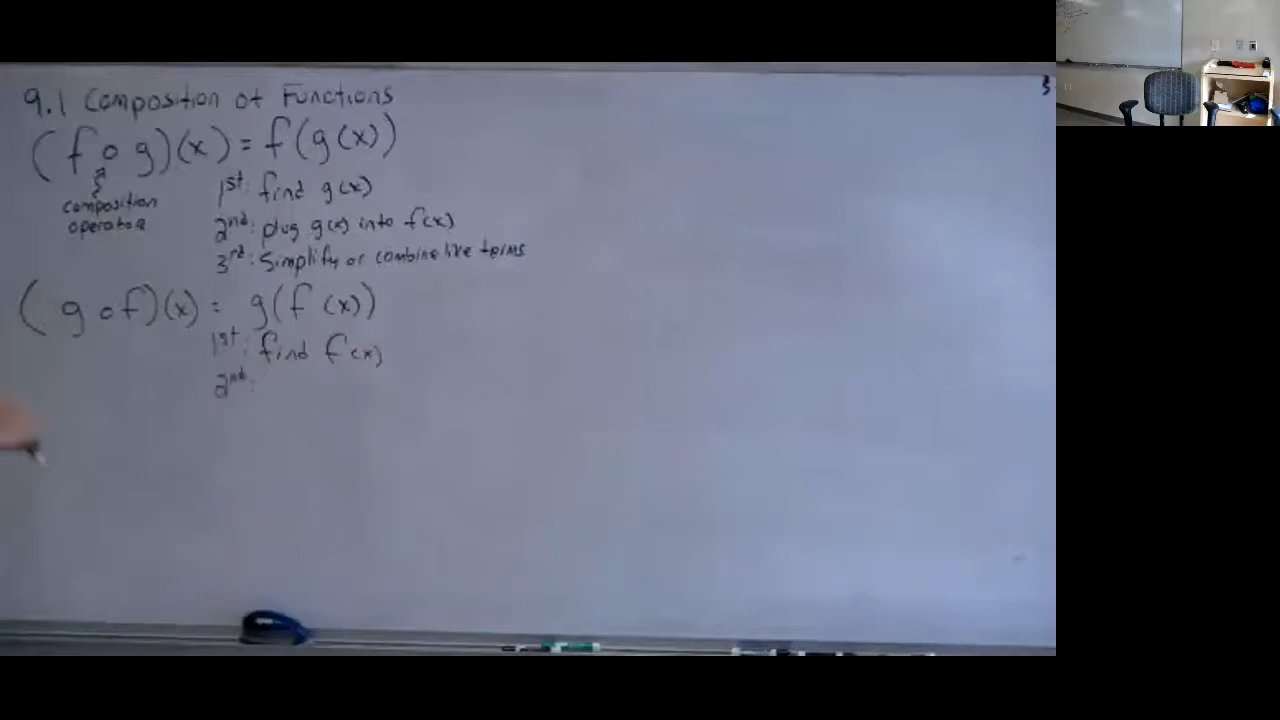 9.1 Composition of Functions
(f ∘ g)(x) = f(g(x))
composition
operator
1st: find g(x)
2nd: plug g(x) into f(x)
3rd: Simplify or combine like terms
(g ∘ f)(x) = g(f(x))
1st: find f(x)
2nd: